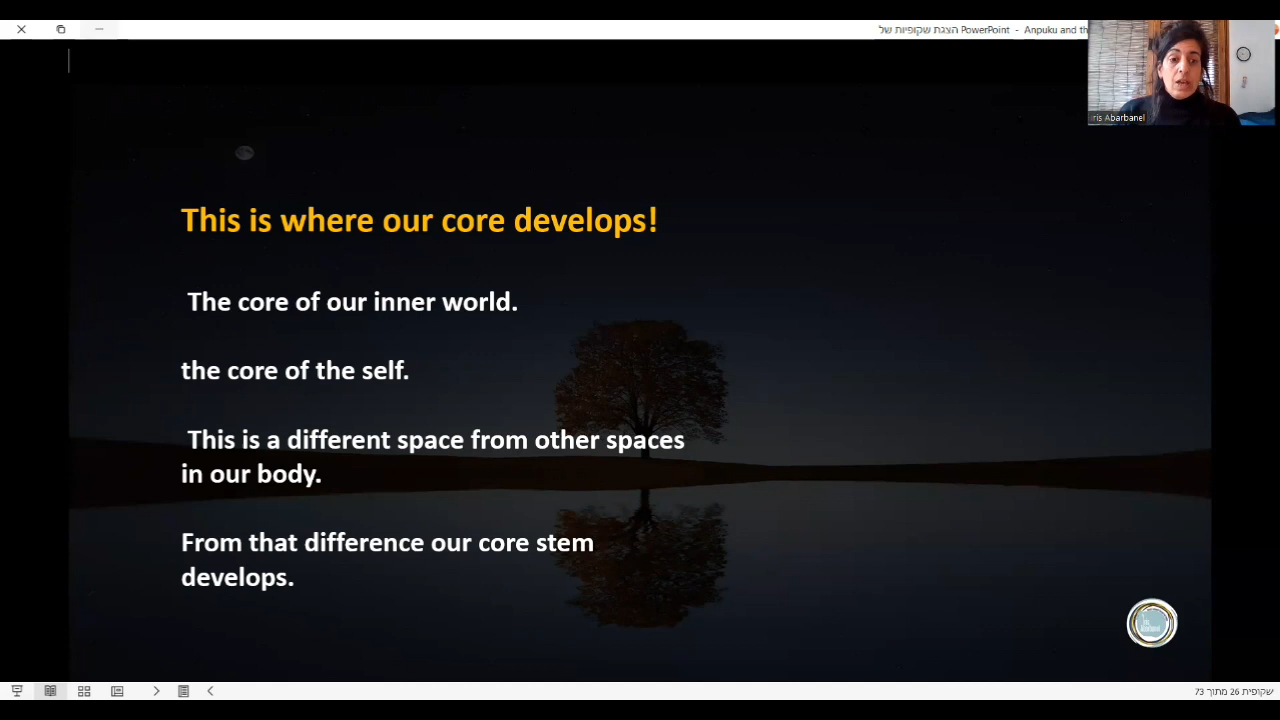 הצגת שקופיות של PowerPoint - Anpuku and th
Iris Abarbanel
This is where our core develops!
The core of our inner world.
the core of the self.
This is a different space from other spaces
in our body.
From that difference our core stem
develops.
Iris
Abarbanel
שקופית 26 מתוך 73